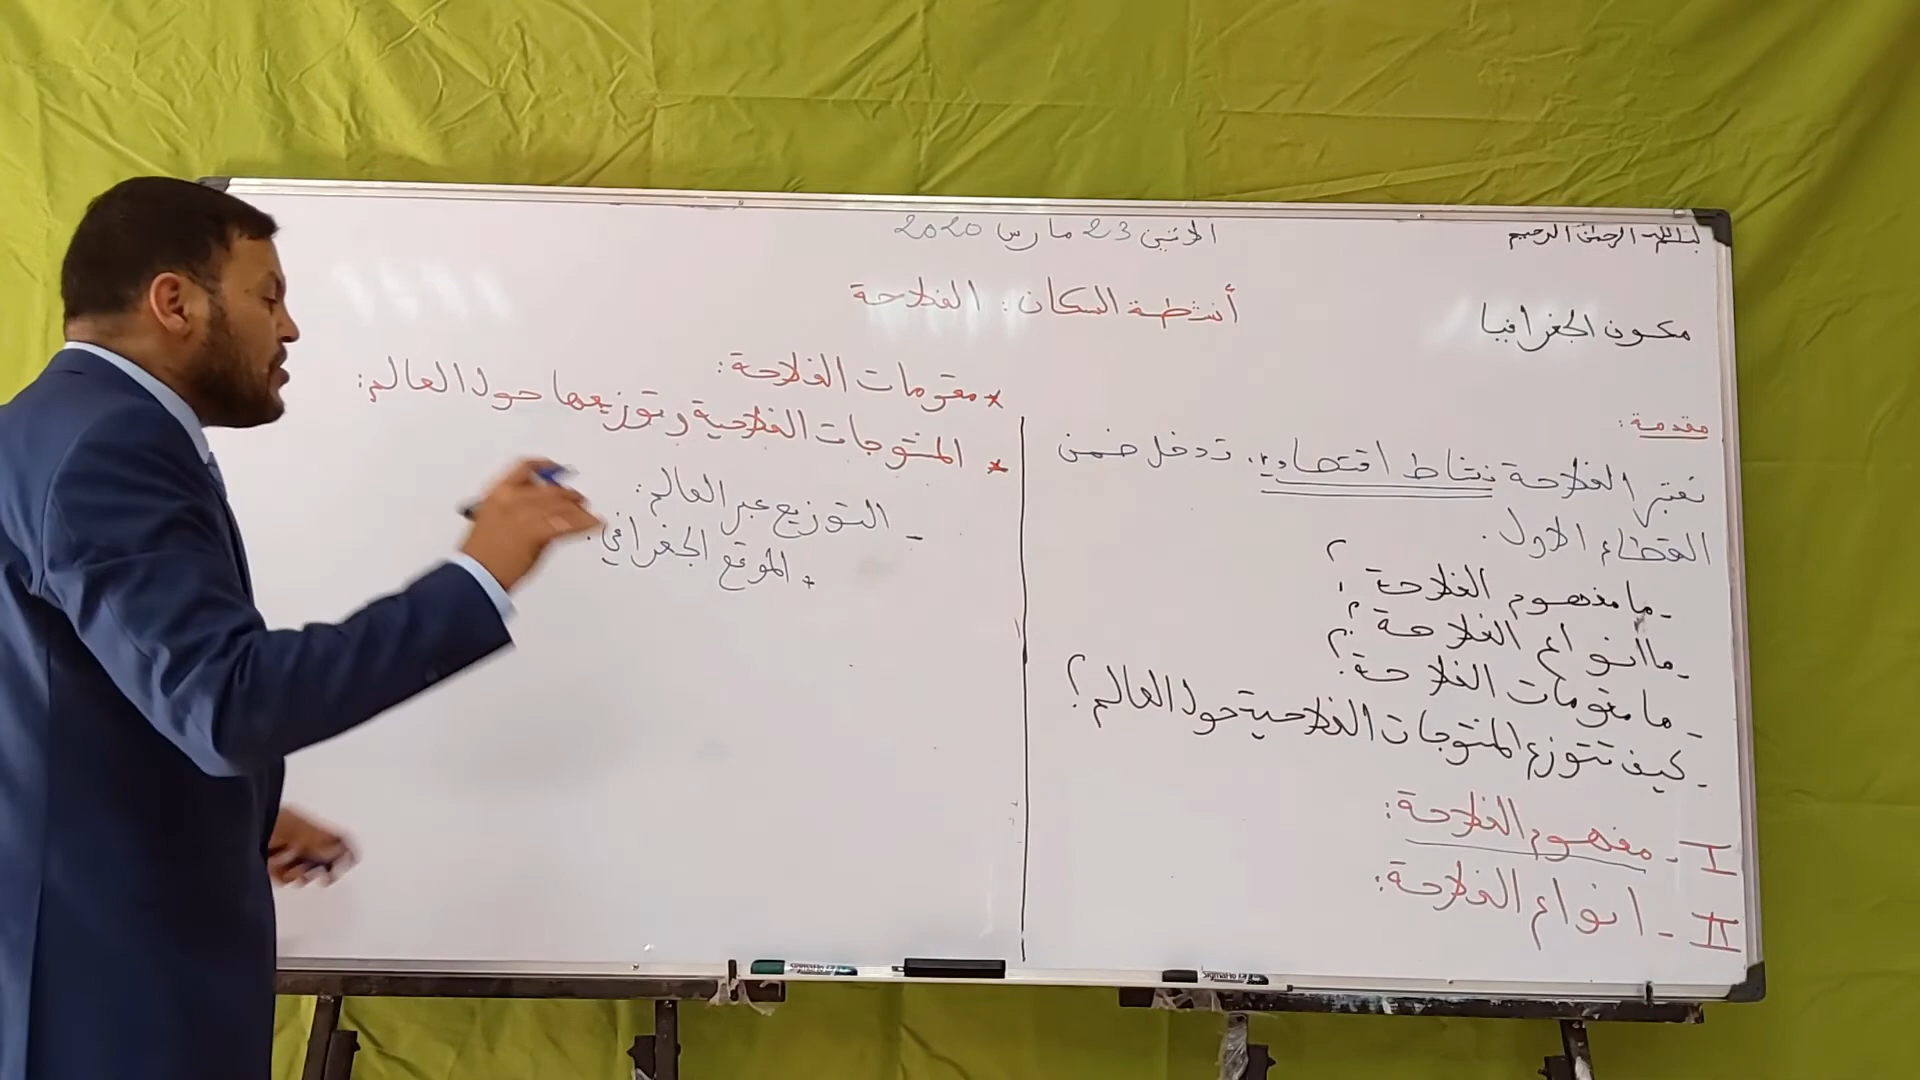 بسم الله الرحمن الرحيم
الاثنين 23 مارس 2020
مكون الجغرافيا
أنشطة السكان: الفلاحة
مقدمة:
تعتبر الفلاحة نشاط اقتصادي، تدخل ضمن
القطاع الاول.
- ما مفهوم الفلاحة؟
- ما انواع الفلاحة؟
- ما مقومات الفلاحة؟
- كيف تتوزع المنتوجات الفلاحية حول العالم؟
I - مفهوم الفلاحة:
II - انواع الفلاحة:
* مقومات الفلاحة:
* المنتوجات الفلاحية وتوزيعها حول العالم:
- التوزيع عبر العالم:
* الموقع الجغرافي: